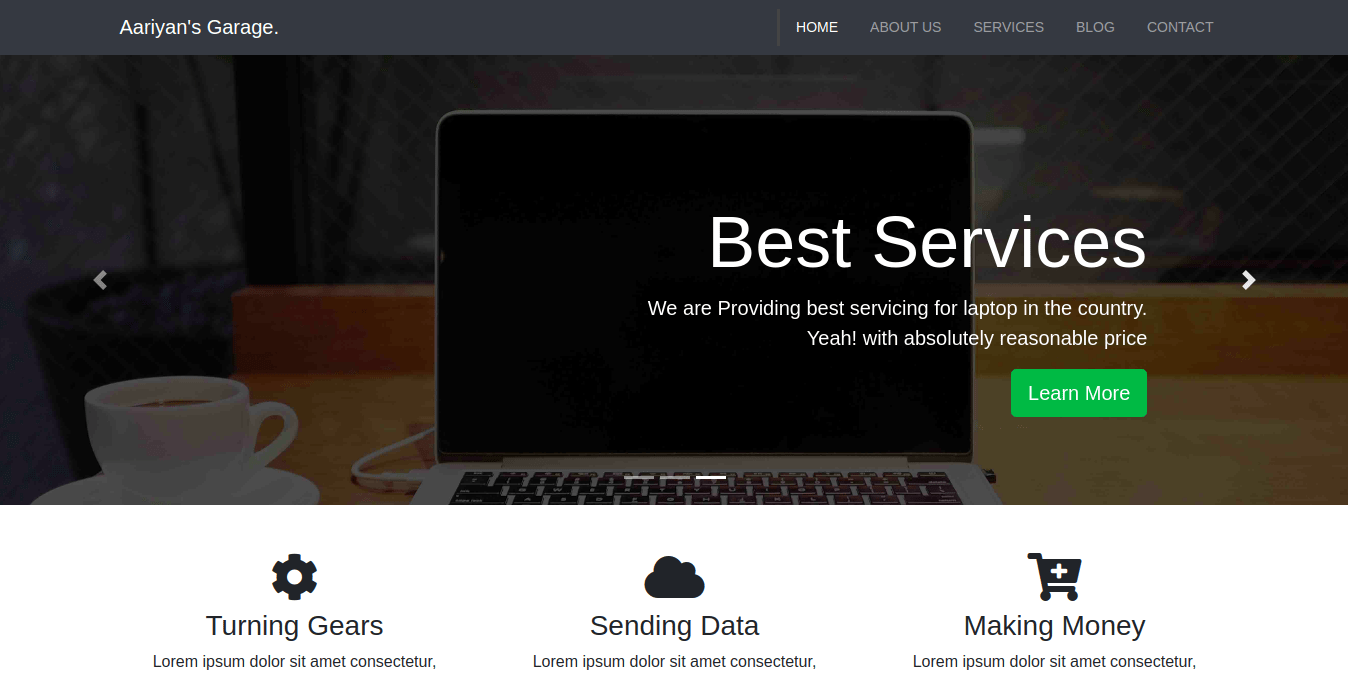 Aariyan's Garage.
HOME ABOUT US SERVICES BLOG CONTACT
Best Services
We are Providing best servicing for laptop in the country.
Yeah! with absolutely reasonable price
Learn More
Turning Gears
Sending Data
Making Money
Lorem ipsum dolor sit amet consectetur,
Lorem ipsum dolor sit amet consectetur,
Lorem ipsum dolor sit amet consectetur,